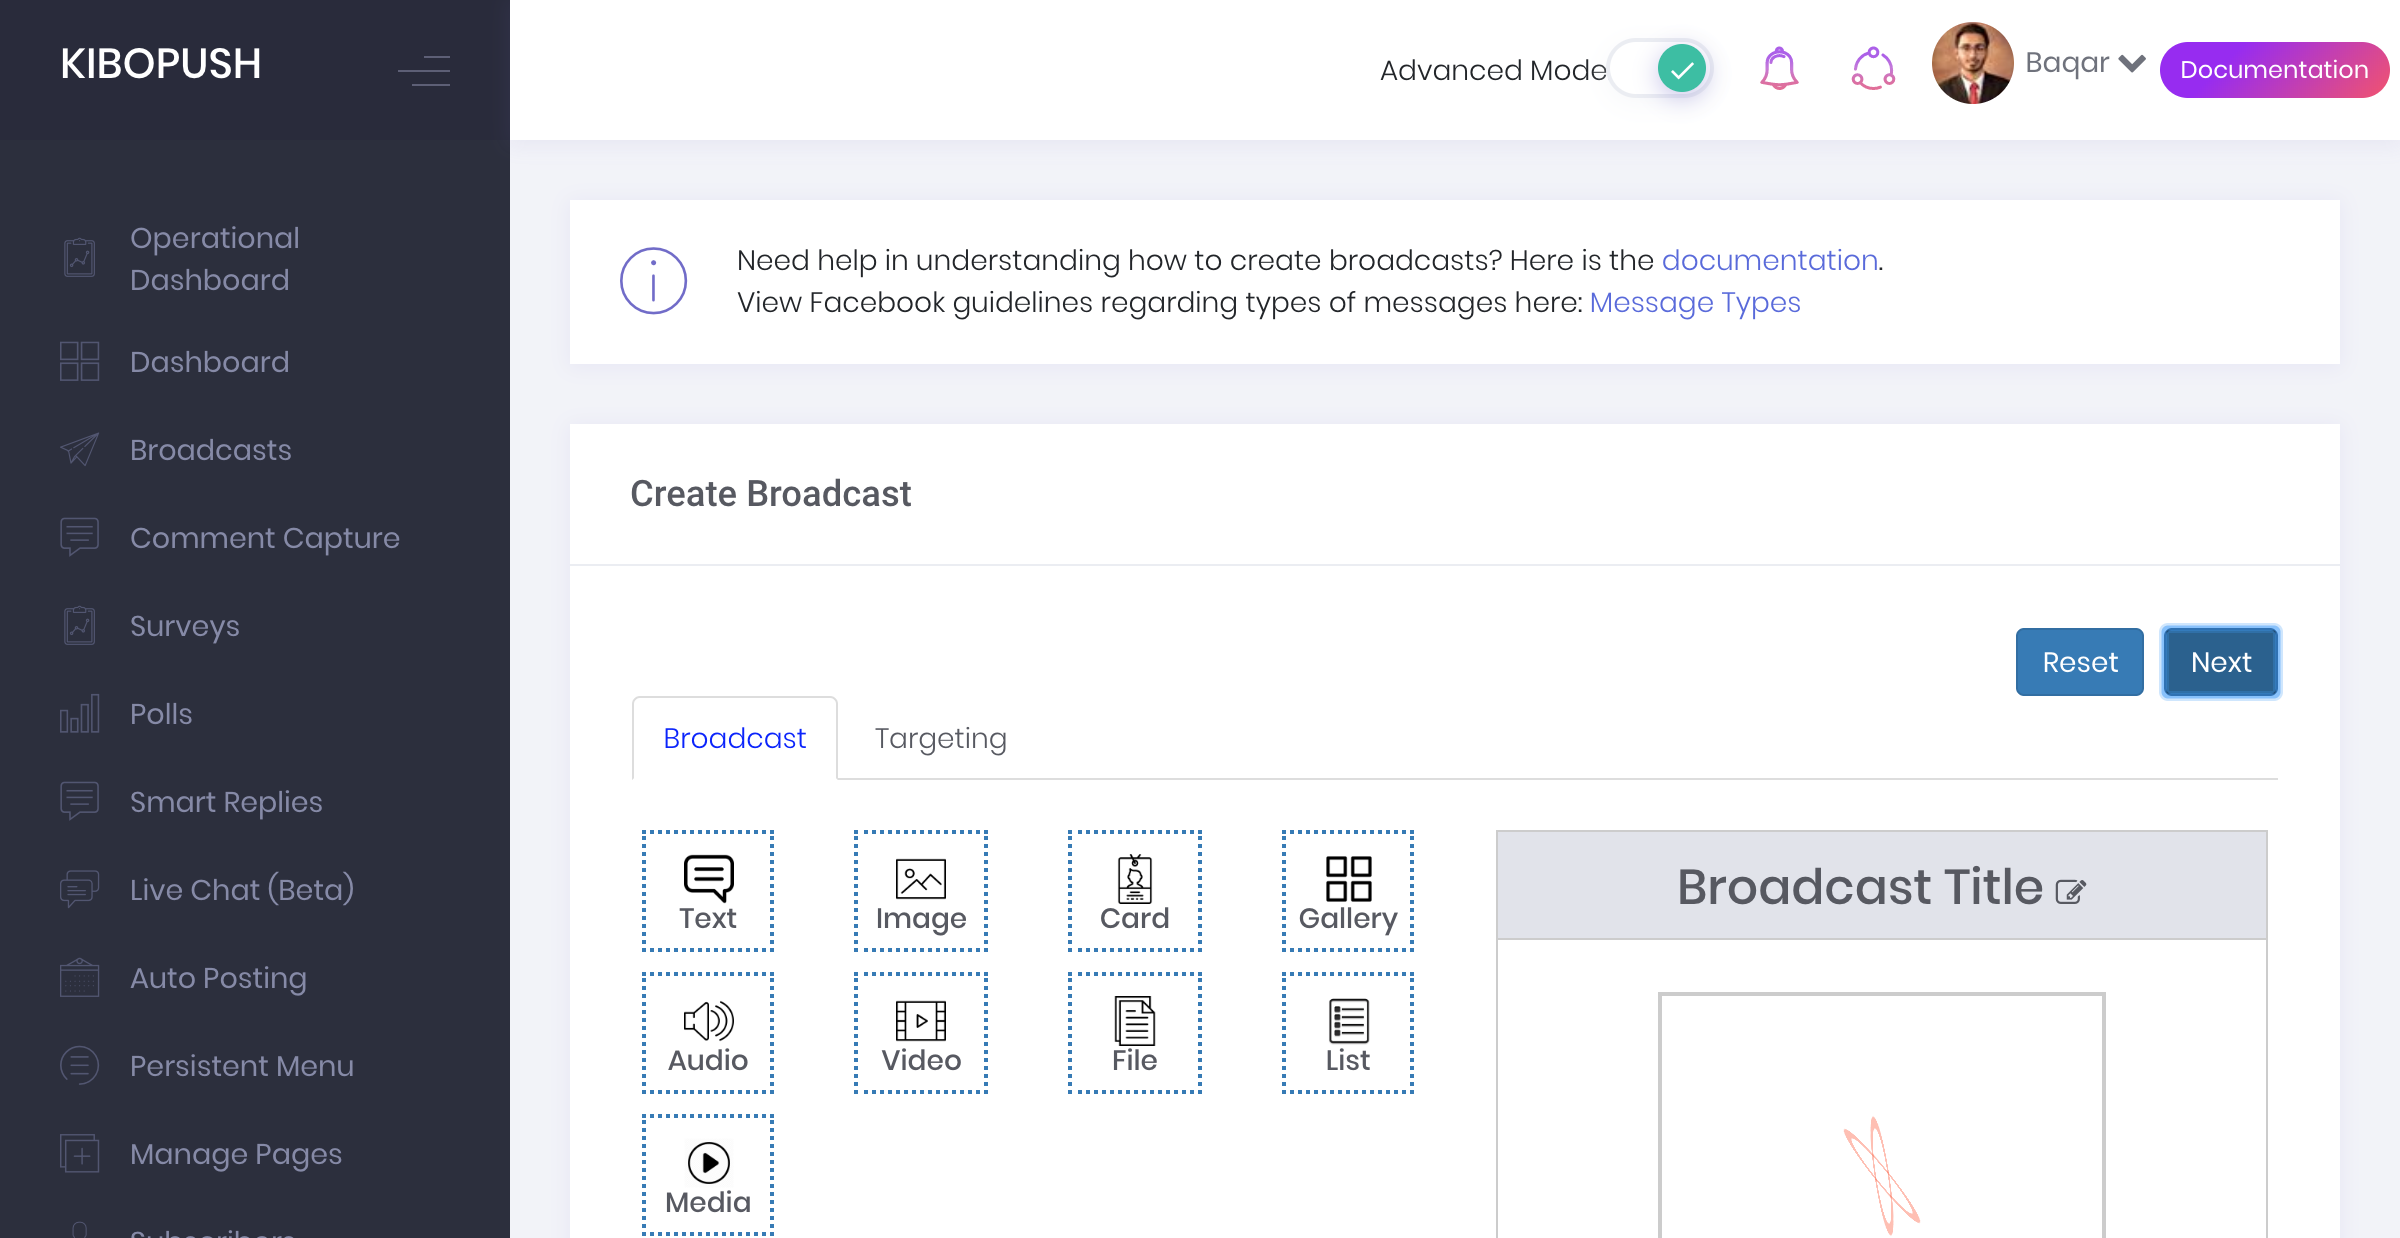 KIBOPUSH
Advanced Mode
Baqar
Documentation
Operational
Dashboard
Dashboard
Broadcasts
Comment Capture
Surveys
Polls
Smart Replies
Live Chat (Beta)
Auto Posting
Persistent Menu
Manage Pages
Subscribers
Need help in understanding how to create broadcasts? Here is the documentation.
View Facebook guidelines regarding types of messages here: Message Types
Create Broadcast
Reset
Next
Broadcast
Targeting
Text
Image
Card
Gallery
Audio
Video
File
List
Media
Broadcast Title